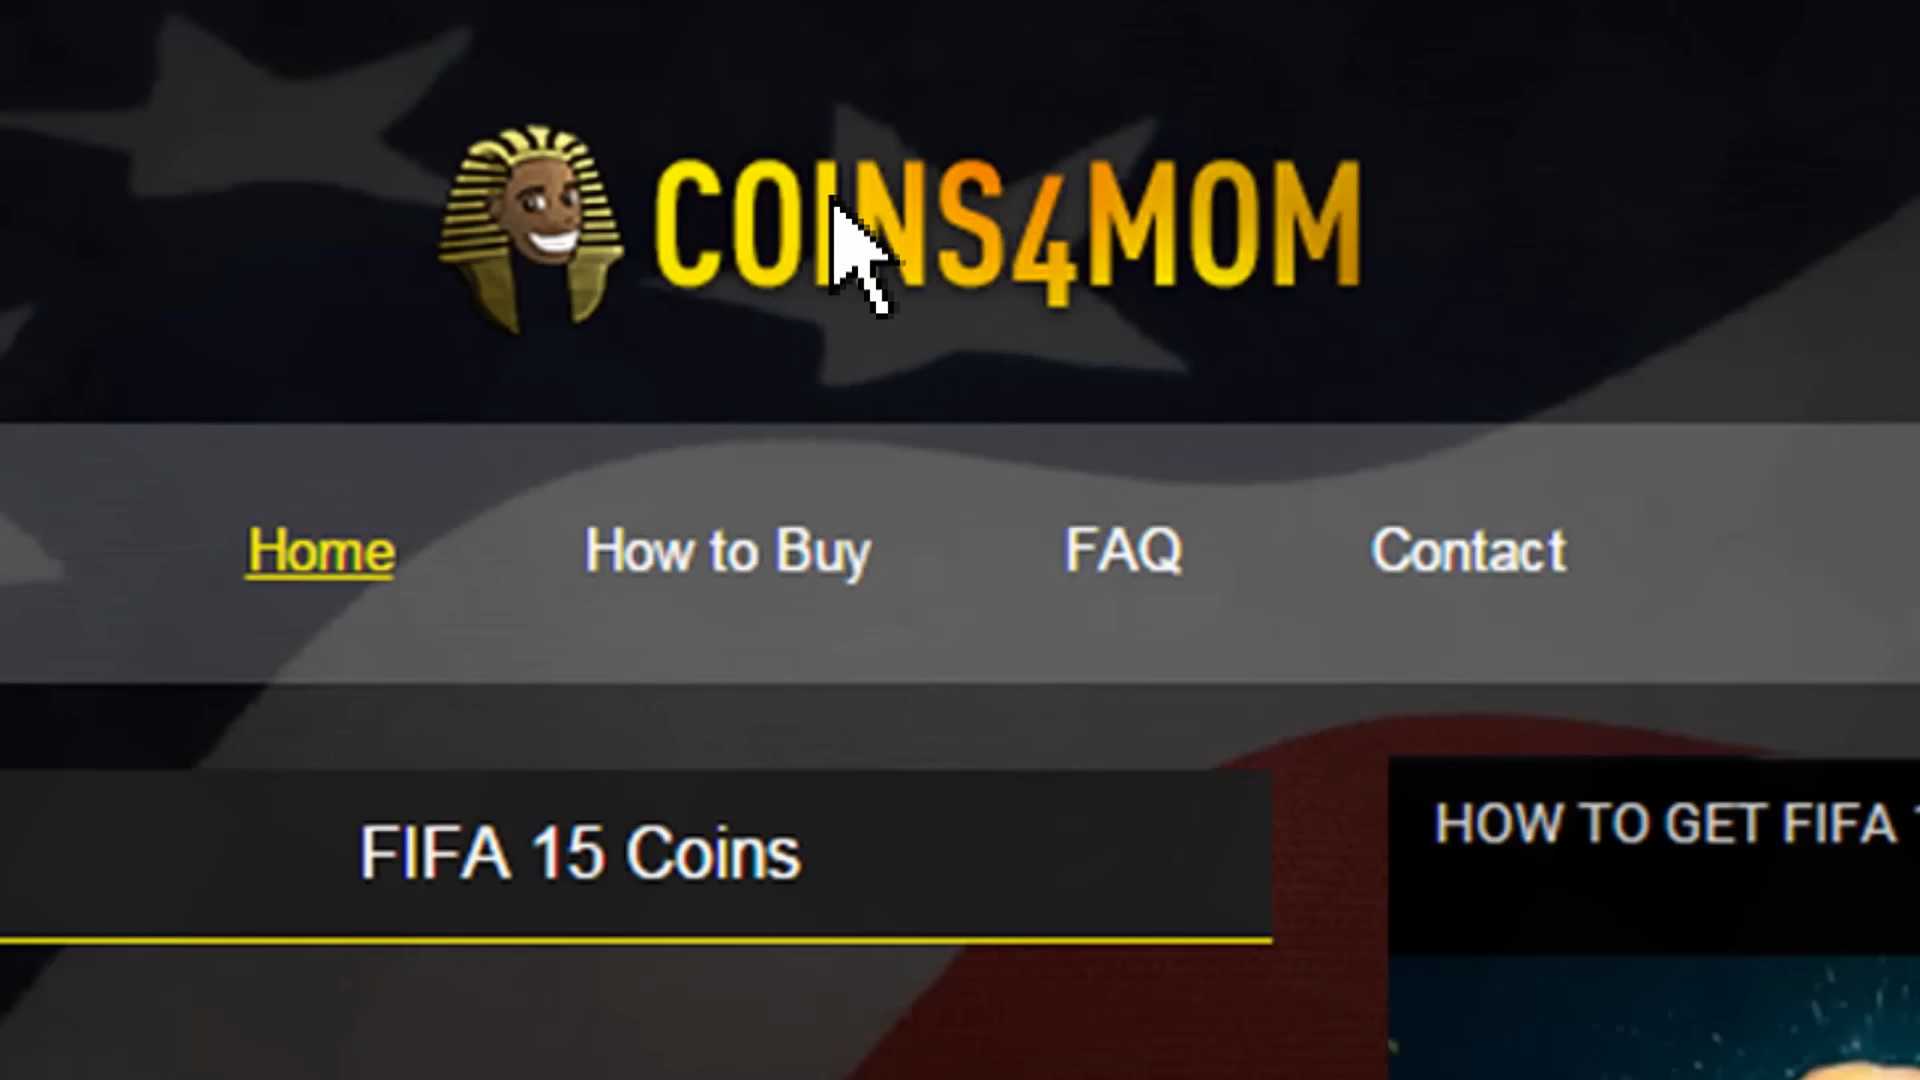 COINS4MOM
Home How to Buy FAQ Contact
FIFA 15 Coins
HOW TO GET FIFA